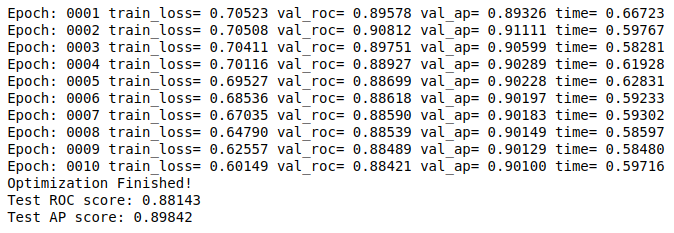 Epoch: 0001 train_loss= 0.70523 val_roc= 0.89578 val_ap= 0.89326 time= 0.66723
Epoch: 0002 train_loss= 0.70508 val_roc= 0.90812 val_ap= 0.91111 time= 0.59767
Epoch: 0003 train_loss= 0.70411 val_roc= 0.89751 val_ap= 0.90599 time= 0.58281
Epoch: 0004 train_loss= 0.70116 val_roc= 0.88927 val_ap= 0.90289 time= 0.61928
Epoch: 0005 train_loss= 0.69527 val_roc= 0.88699 val_ap= 0.90228 time= 0.62831
Epoch: 0006 train_loss= 0.68536 val_roc= 0.88618 val_ap= 0.90197 time= 0.59233
Epoch: 0007 train_loss= 0.67035 val_roc= 0.88590 val_ap= 0.90183 time= 0.59302
Epoch: 0008 train_loss= 0.64790 val_roc= 0.88539 val_ap= 0.90149 time= 0.58597
Epoch: 0009 train_loss= 0.62557 val_roc= 0.88489 val_ap= 0.90129 time= 0.58480
Epoch: 0010 train_loss= 0.60149 val_roc= 0.88421 val_ap= 0.90100 time= 0.59716
Optimization Finished!
Test ROC score: 0.88143
Test AP score: 0.89842